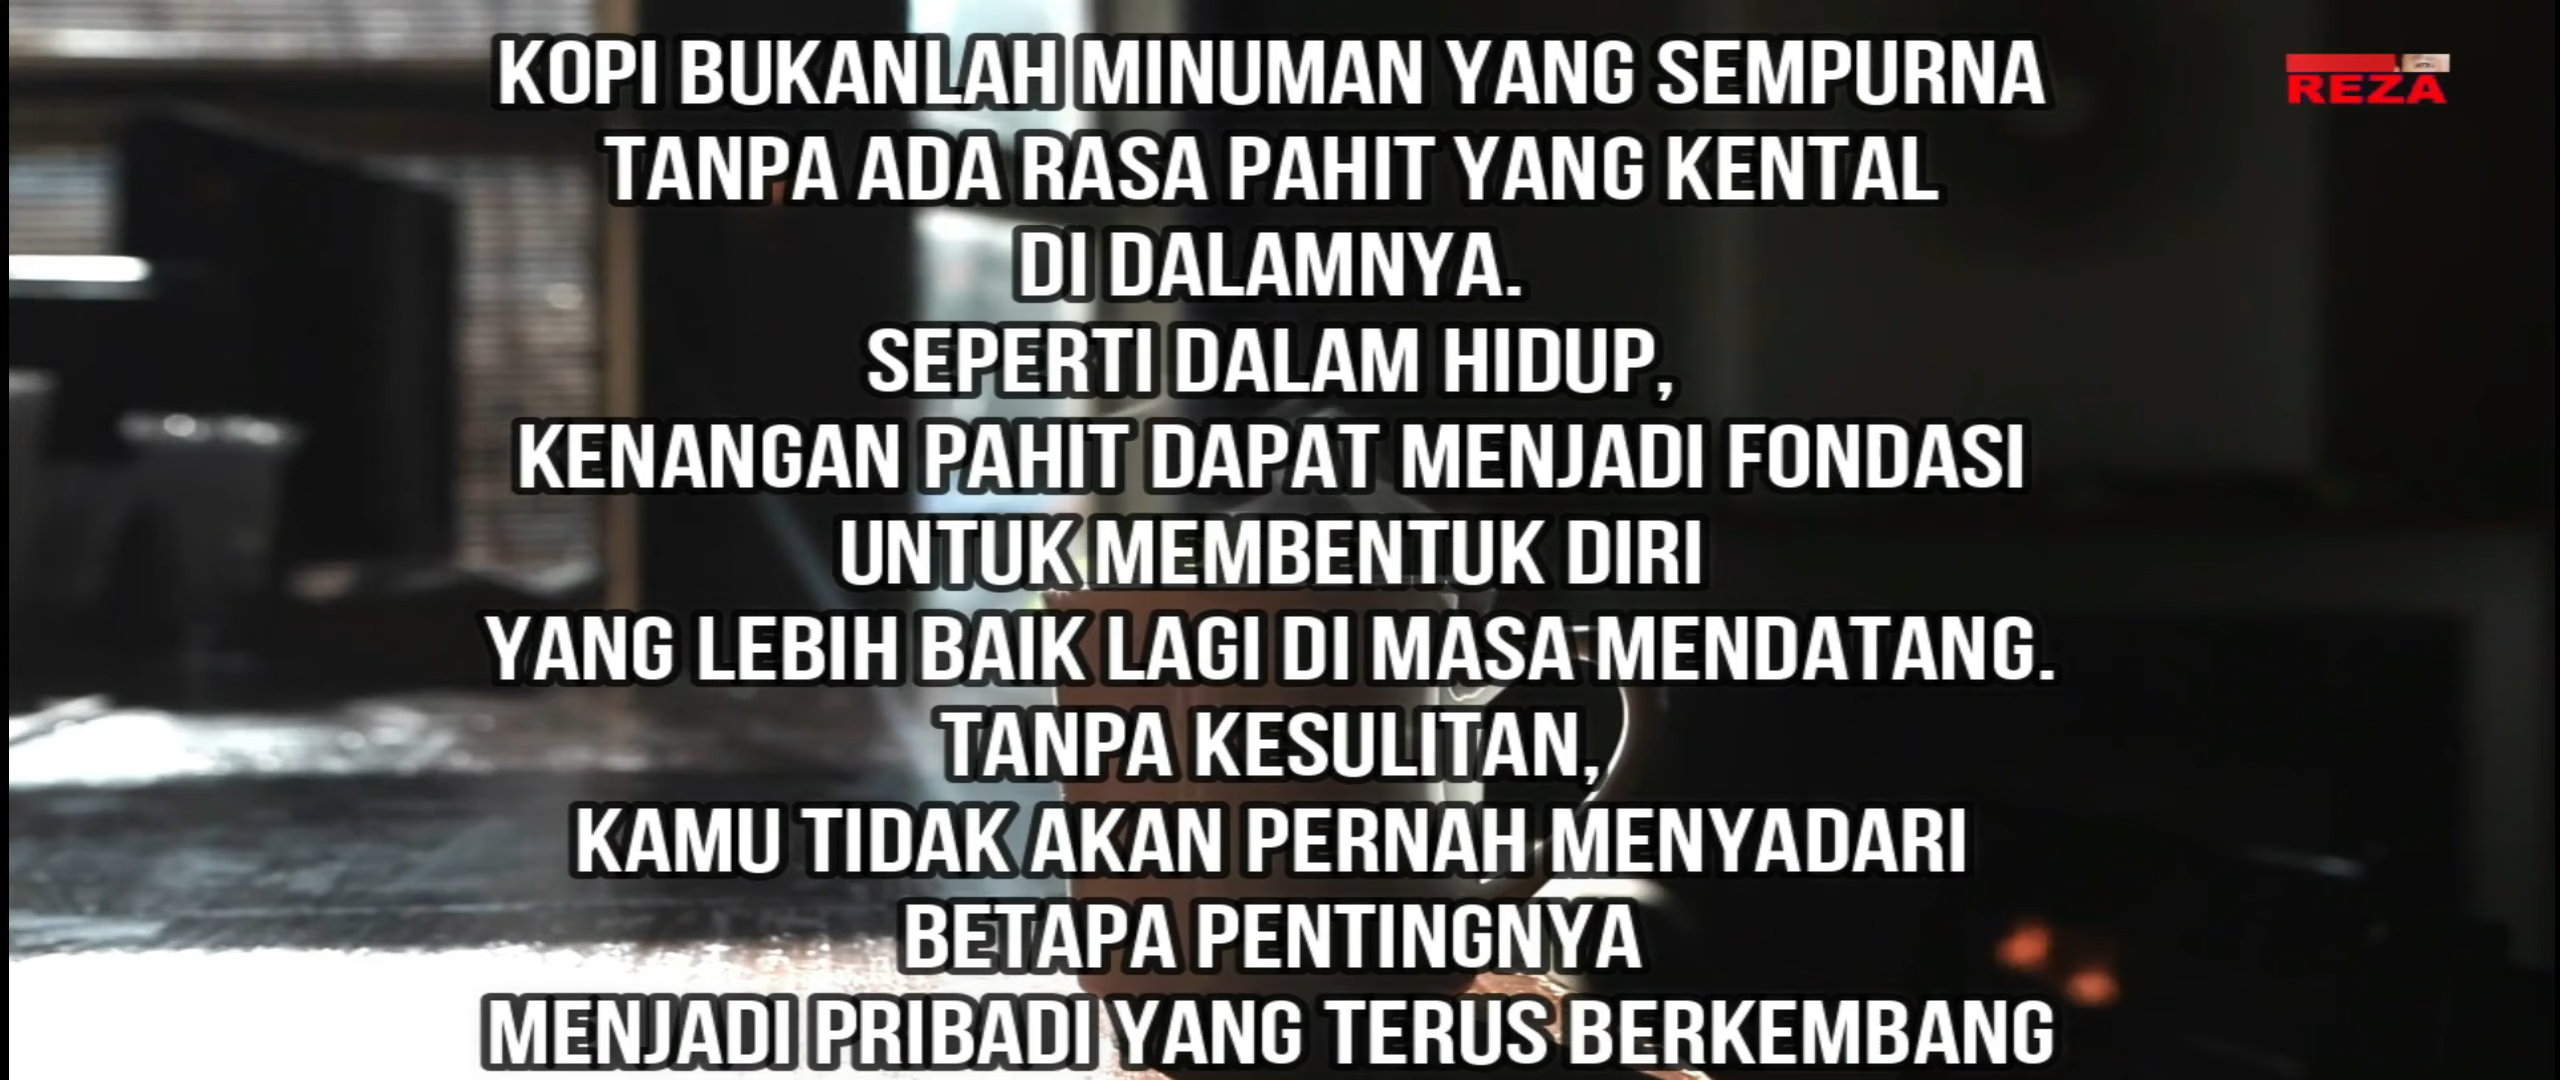 KOPI BUKANLAH MINUMAN YANG SEMPURNA
TANPA ADA RASA PAHIT YANG KENTAL
DI DALAMNYA.
SEPERTI DALAM HIDUP,
KENANGAN PAHIT DAPAT MENJADI FONDASI
UNTUK MEMBENTUK DIRI
YANG LEBIH BAIK LAGI DI MASA MENDATANG.
TANPA KESULITAN,
KAMU TIDAK AKAN PERNAH MENYADARI
BETAPA PENTINGNYA
MENJADI PRIBADI YANG TERUS BERKEMBANG
REZA